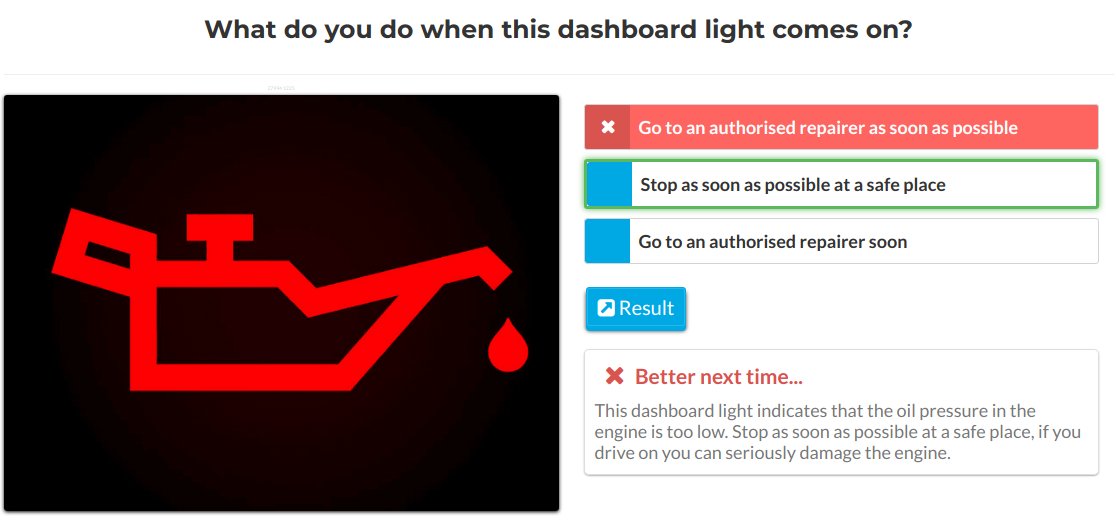 What do you do when this dashboard light comes on?
Go to an authorised repairer as soon as possible
Stop as soon as possible at a safe place
Go to an authorised repairer soon
Result
Better next time...
This dashboard light indicates that the oil pressure in the
engine is too low. Stop as soon as possible at a safe place, if you
drive on you can seriously damage the engine.